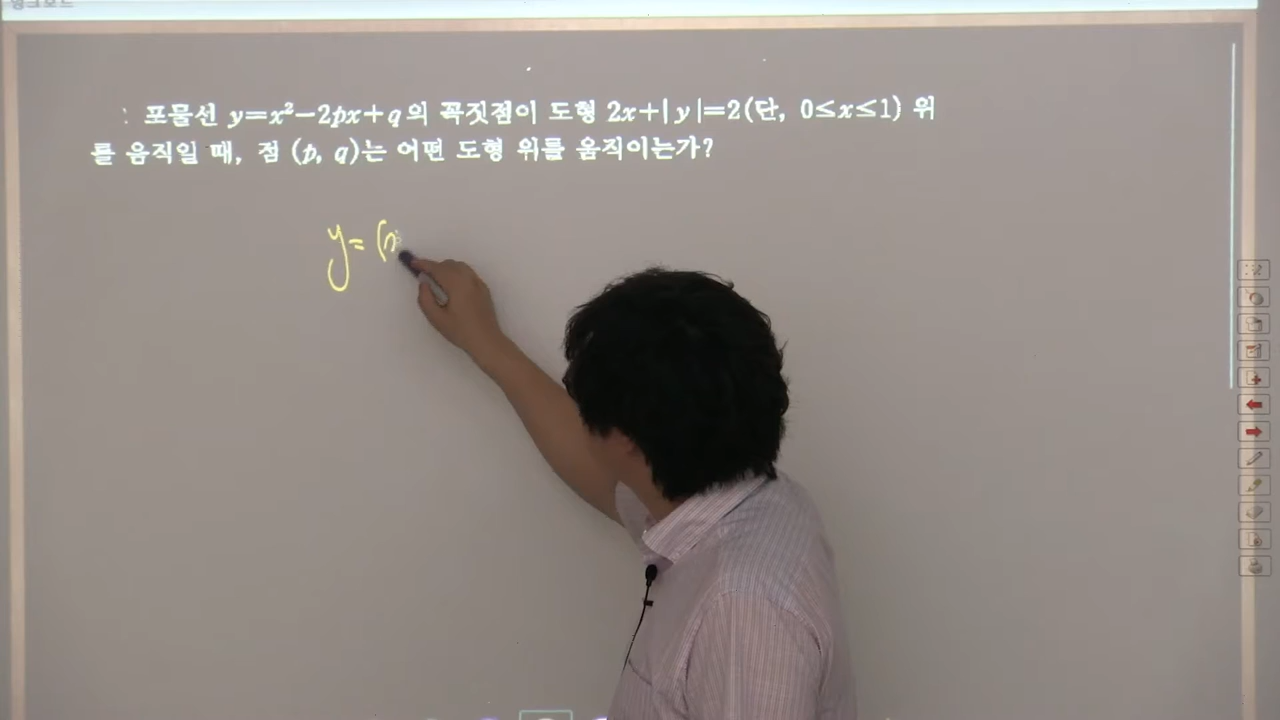 포물선 y=x²-2px+q의 꼭짓점이 도형 2x+|y|=2(단, 0≤x≤1) 위
를 움직일 때, 점 (p, q)는 어떤 도형 위를 움직이는가?
y= (x